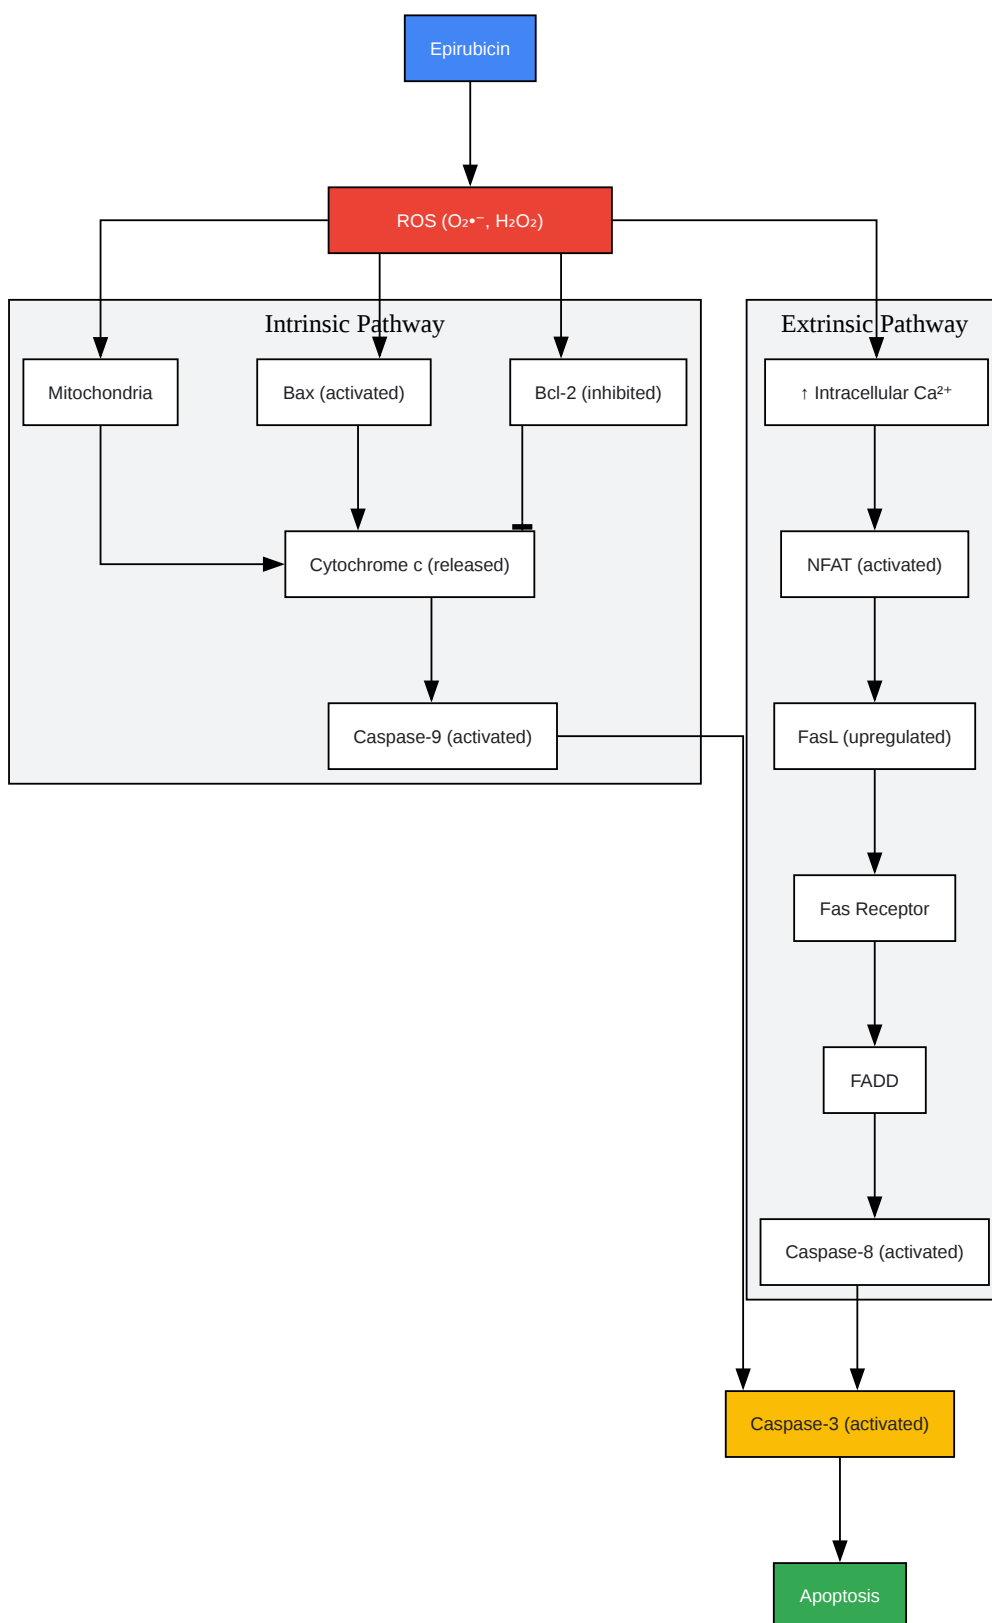 Epirubicin
ROS (O₂•⁻, H₂O₂)
Intrinsic Pathway
Extrinsic Pathway
Mitochondria
Bax (activated)
Bcl-2 (inhibited)
↑ Intracellular Ca²⁺
Cytochrome c (released)
NFAT (activated)
Caspase-9 (activated)
FasL (upregulated)
Fas Receptor
FADD
Caspase-8 (activated)
Caspase-3 (activated)
Apoptosis